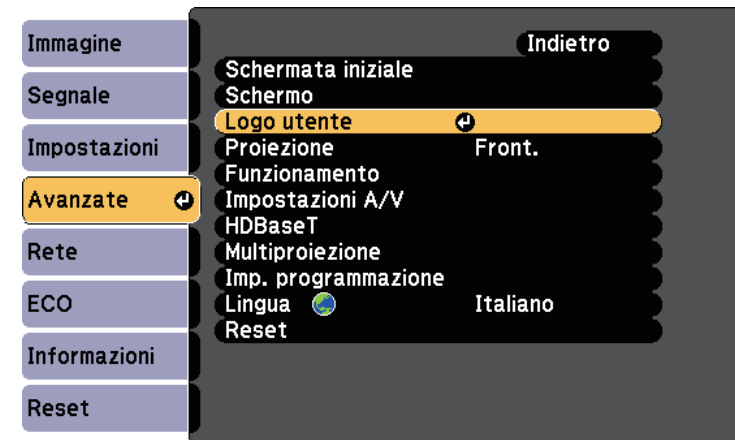 Immagine
Segnale
Impostazioni
Avanzate
Rete
ECO
Informazioni
Reset
Indietro
Schermata iniziale
Schermo
Logo utente
Proiezione Front.
Funzionamento
Impostazioni A/V
HDBaseT
Multiproiezione
Imp. programmazione
Lingua Italiano
Reset